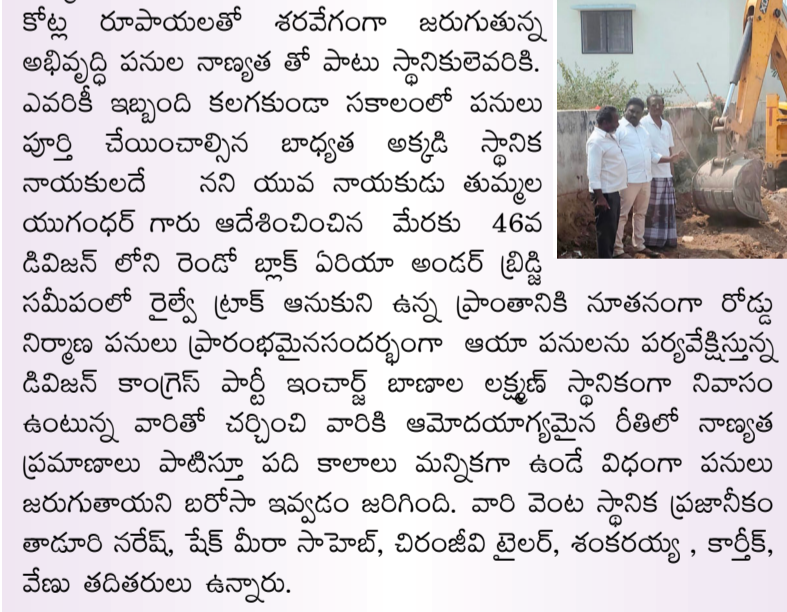 కోట్ల రూపాయలతో శరవేగంగా జరుగుతున్న
అభివృద్ధి పనుల నాణ్యత తో పాటు స్థానికులెవరికి.
ఎవరికీ ఇబ్బంది కలగకుండా సకాలంలో పనులు
పూర్తి చేయించాల్సిన బాధ్యత అక్కడి స్థానిక
నాయకులదే నని యువ నాయకుడు తుమ్మల
యుగంధర్ గారు ఆదేశించించిన మేరకు 46వ
డివిజన్ లోని రెండో బ్లాక్ ఏరియా అండర్ బ్రిడ్జి
సమీపంలో రైల్వే ట్రాక్ ఆనుకుని ఉన్న ప్రాంతానికి నూతనంగా రోడ్డు
నిర్మాణ పనులు ప్రారంభమైనసందర్భంగా ఆయా పనులను పర్యవేక్షిస్తున్న
డివిజన్ కాంగ్రెస్ పార్టీ ఇంచార్జ్ బాణాల లక్ష్మణ్ స్థానికంగా నివాసం
ఉంటున్న వారితో చర్చించి వారికి ఆమోదయాగ్యమైన రీతిలో నాణ్యత
ప్రమాణాలు పాటిస్తూ పది కాలాలు మన్నికగా ఉండే విధంగా పనులు
జరుగుతాయని బరోసా ఇవ్వడం జరిగింది. వారి వెంట స్థానిక ప్రజానీకం
తాడూరి నరేష్, షేక్ మీరా సాహెబ్, చిరంజీవి టైలర్, శంకరయ్య , కార్తీక్,
వేణు తదితరులు ఉన్నారు.